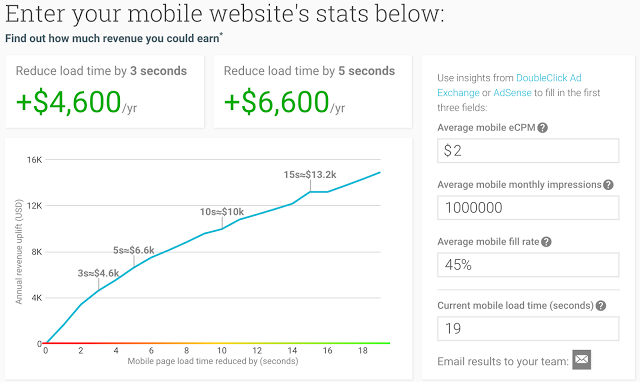 Enter your mobile website's stats below:
Find out how much revenue you could earn*
Reduce load time by 3 seconds
+$4,600/yr
Reduce load time by 5 seconds
+$6,600/yr
Annual revenue uplift (USD)
16K
12K
8K
4K
0
3s≈$4.6k
5s≈$6.6k
10s≈$10k
15s≈$13.2k
0 2 4 6 8 10 12 14 16 18
Mobile page load time reduced by (seconds)
Use insights from DoubleClick Ad
Exchange or AdSense to fill in the first
three fields:
Average mobile eCPM ?
$ 2
Average mobile monthly impressions ?
1000000
Average mobile fill rate ?
45%
Current mobile load time (seconds) ?
19
Email results to your team: